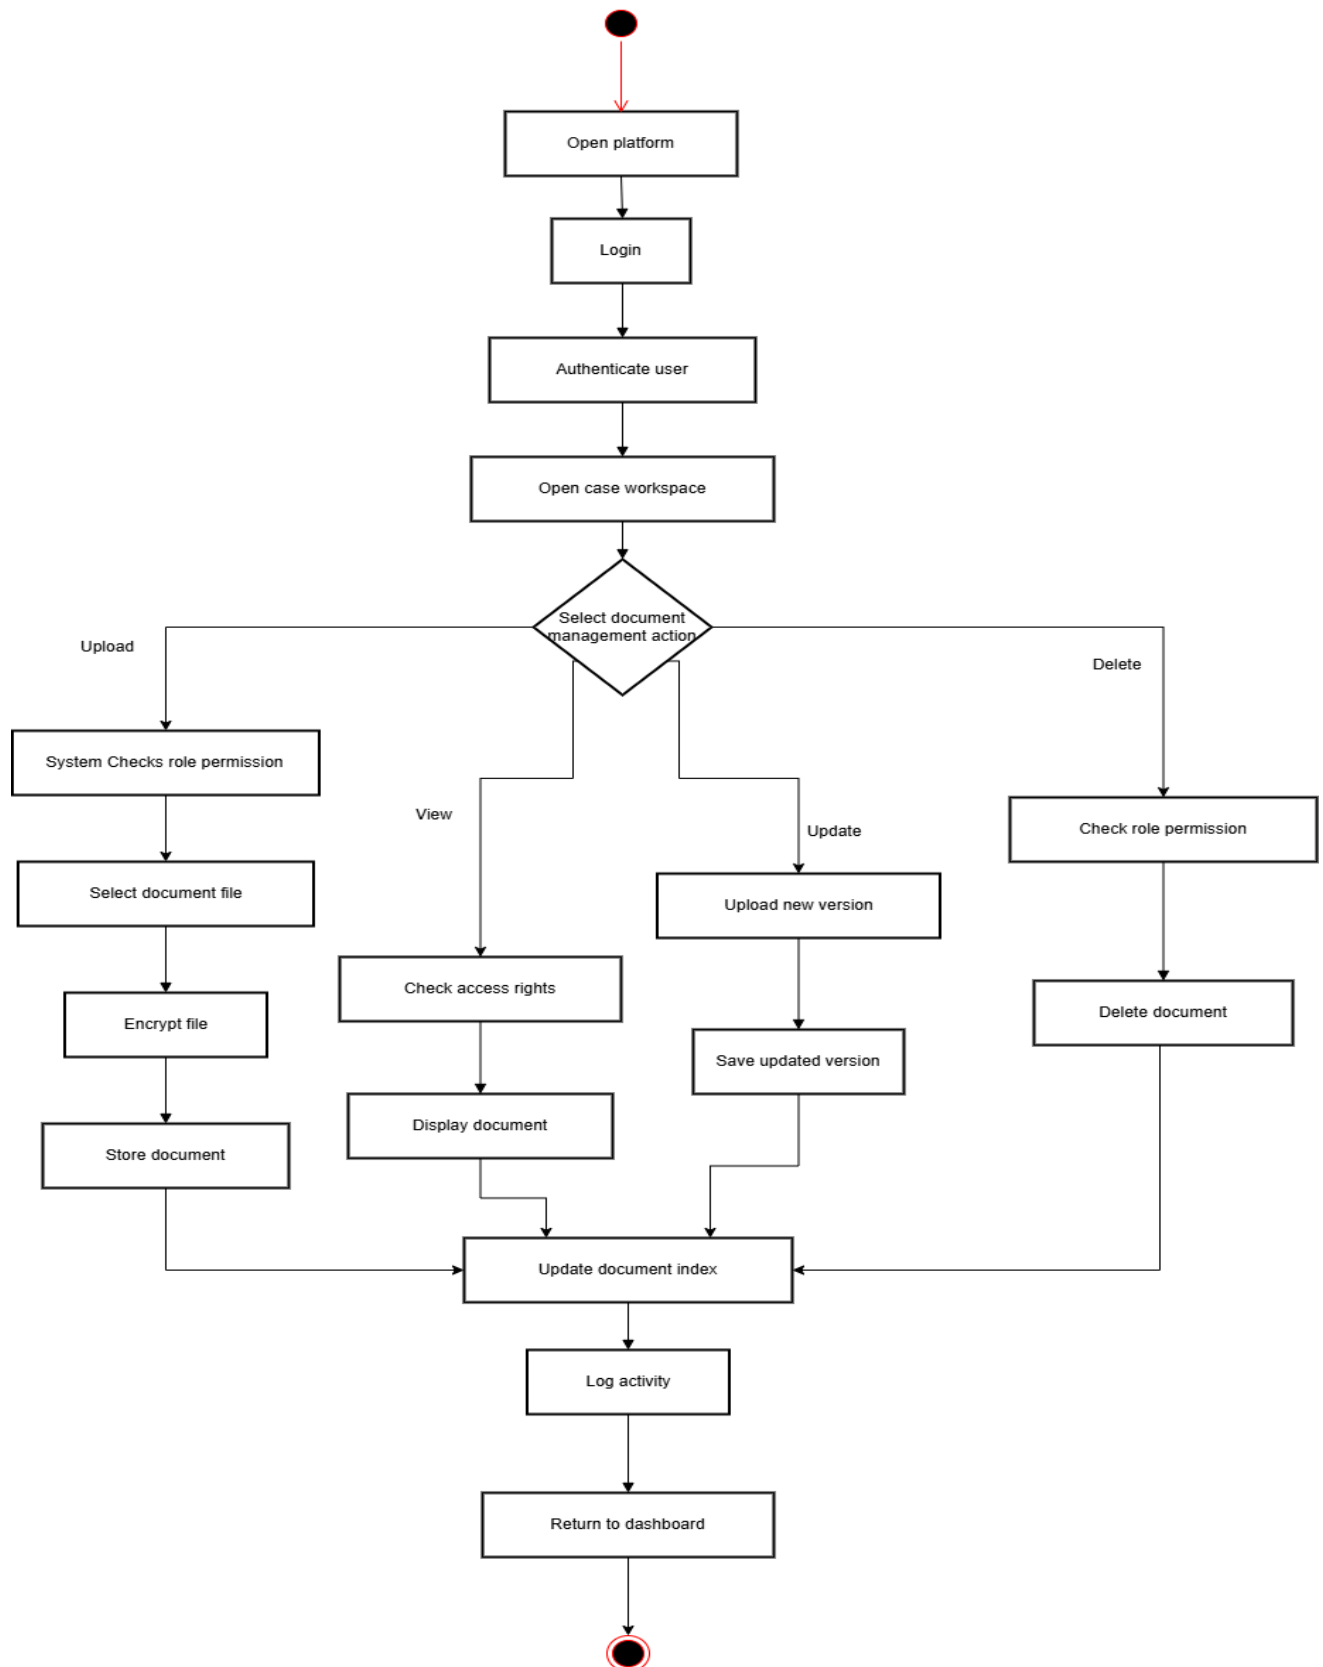 Open platform
Login
Authenticate user
Open case workspace
Select document
management action
Upload
Delete
System Checks role permission
View
Update
Check role permission
Select document file
Upload new version
Check access rights
Delete document
Encrypt file
Save updated version
Display document
Store document
Update document index
Log activity
Return to dashboard